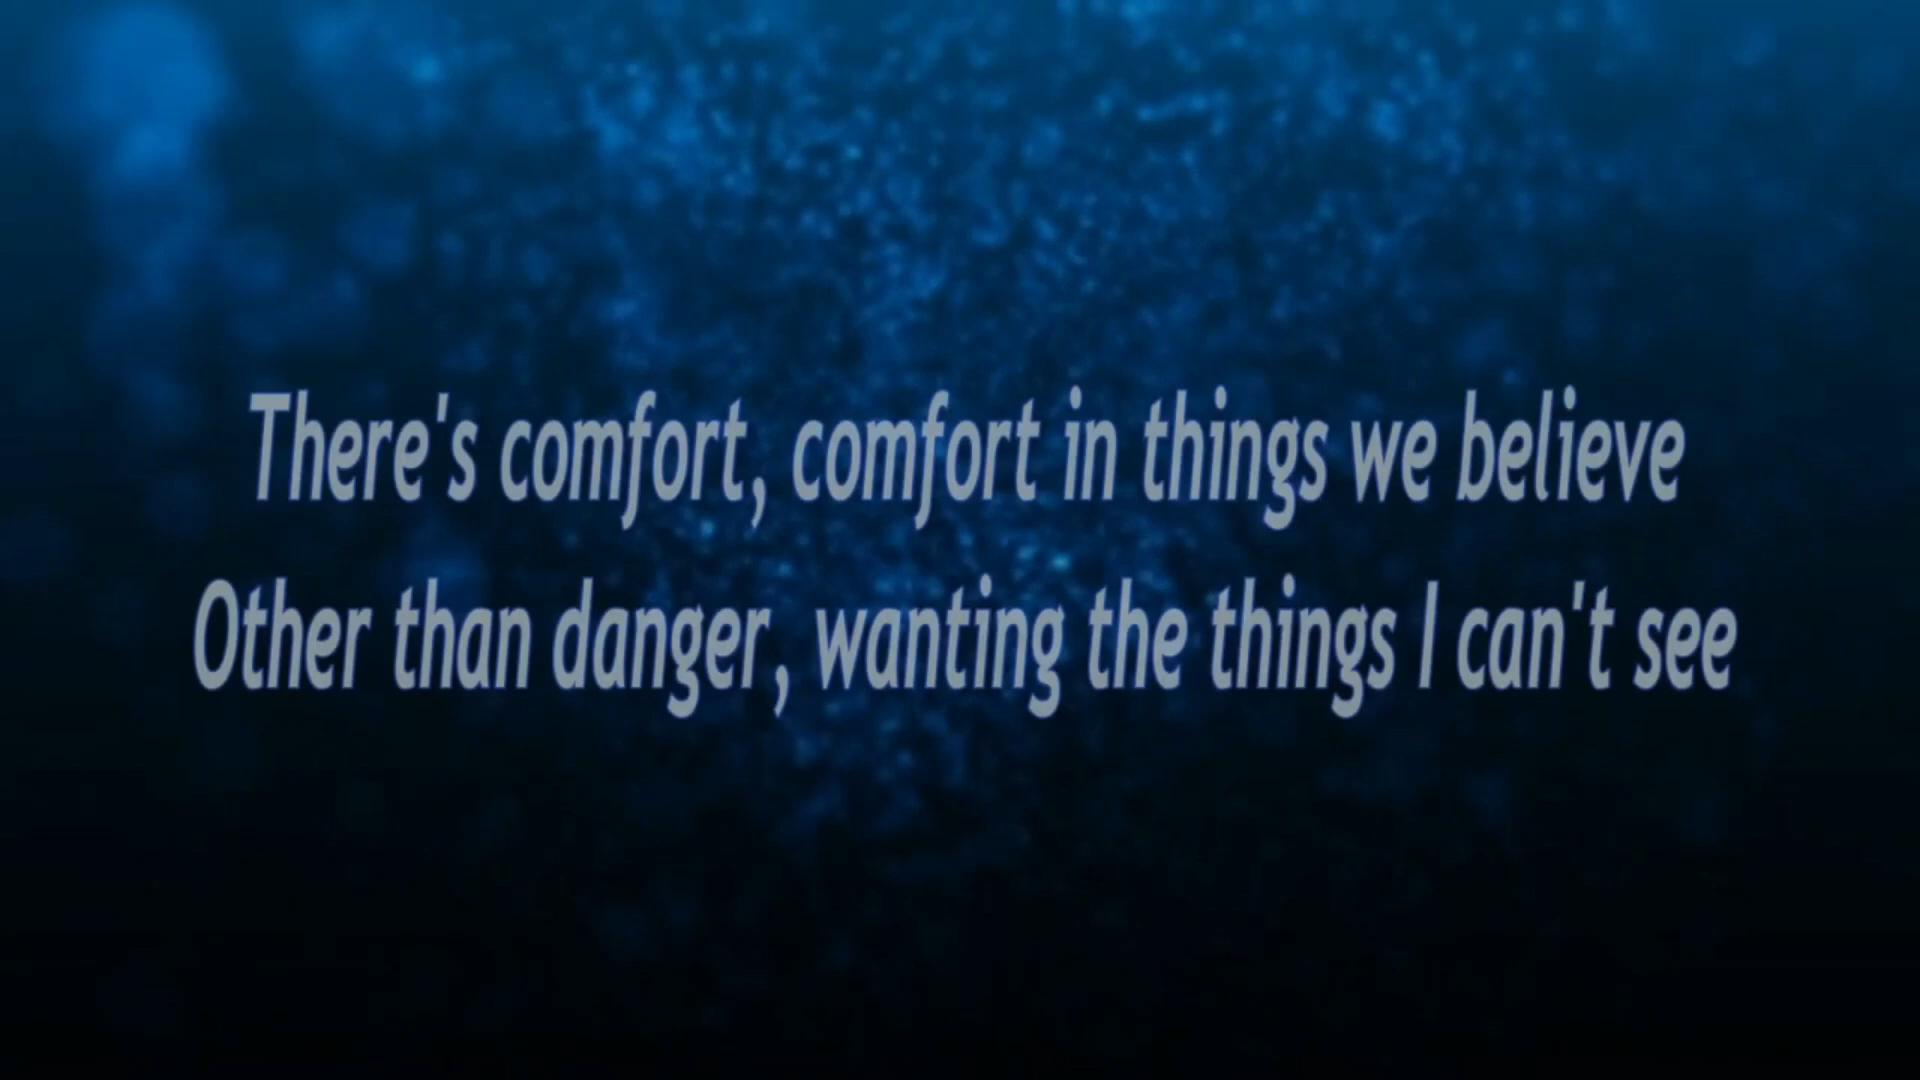 There's comfort, comfort in things we believe
Other than danger, wanting the things I can't see